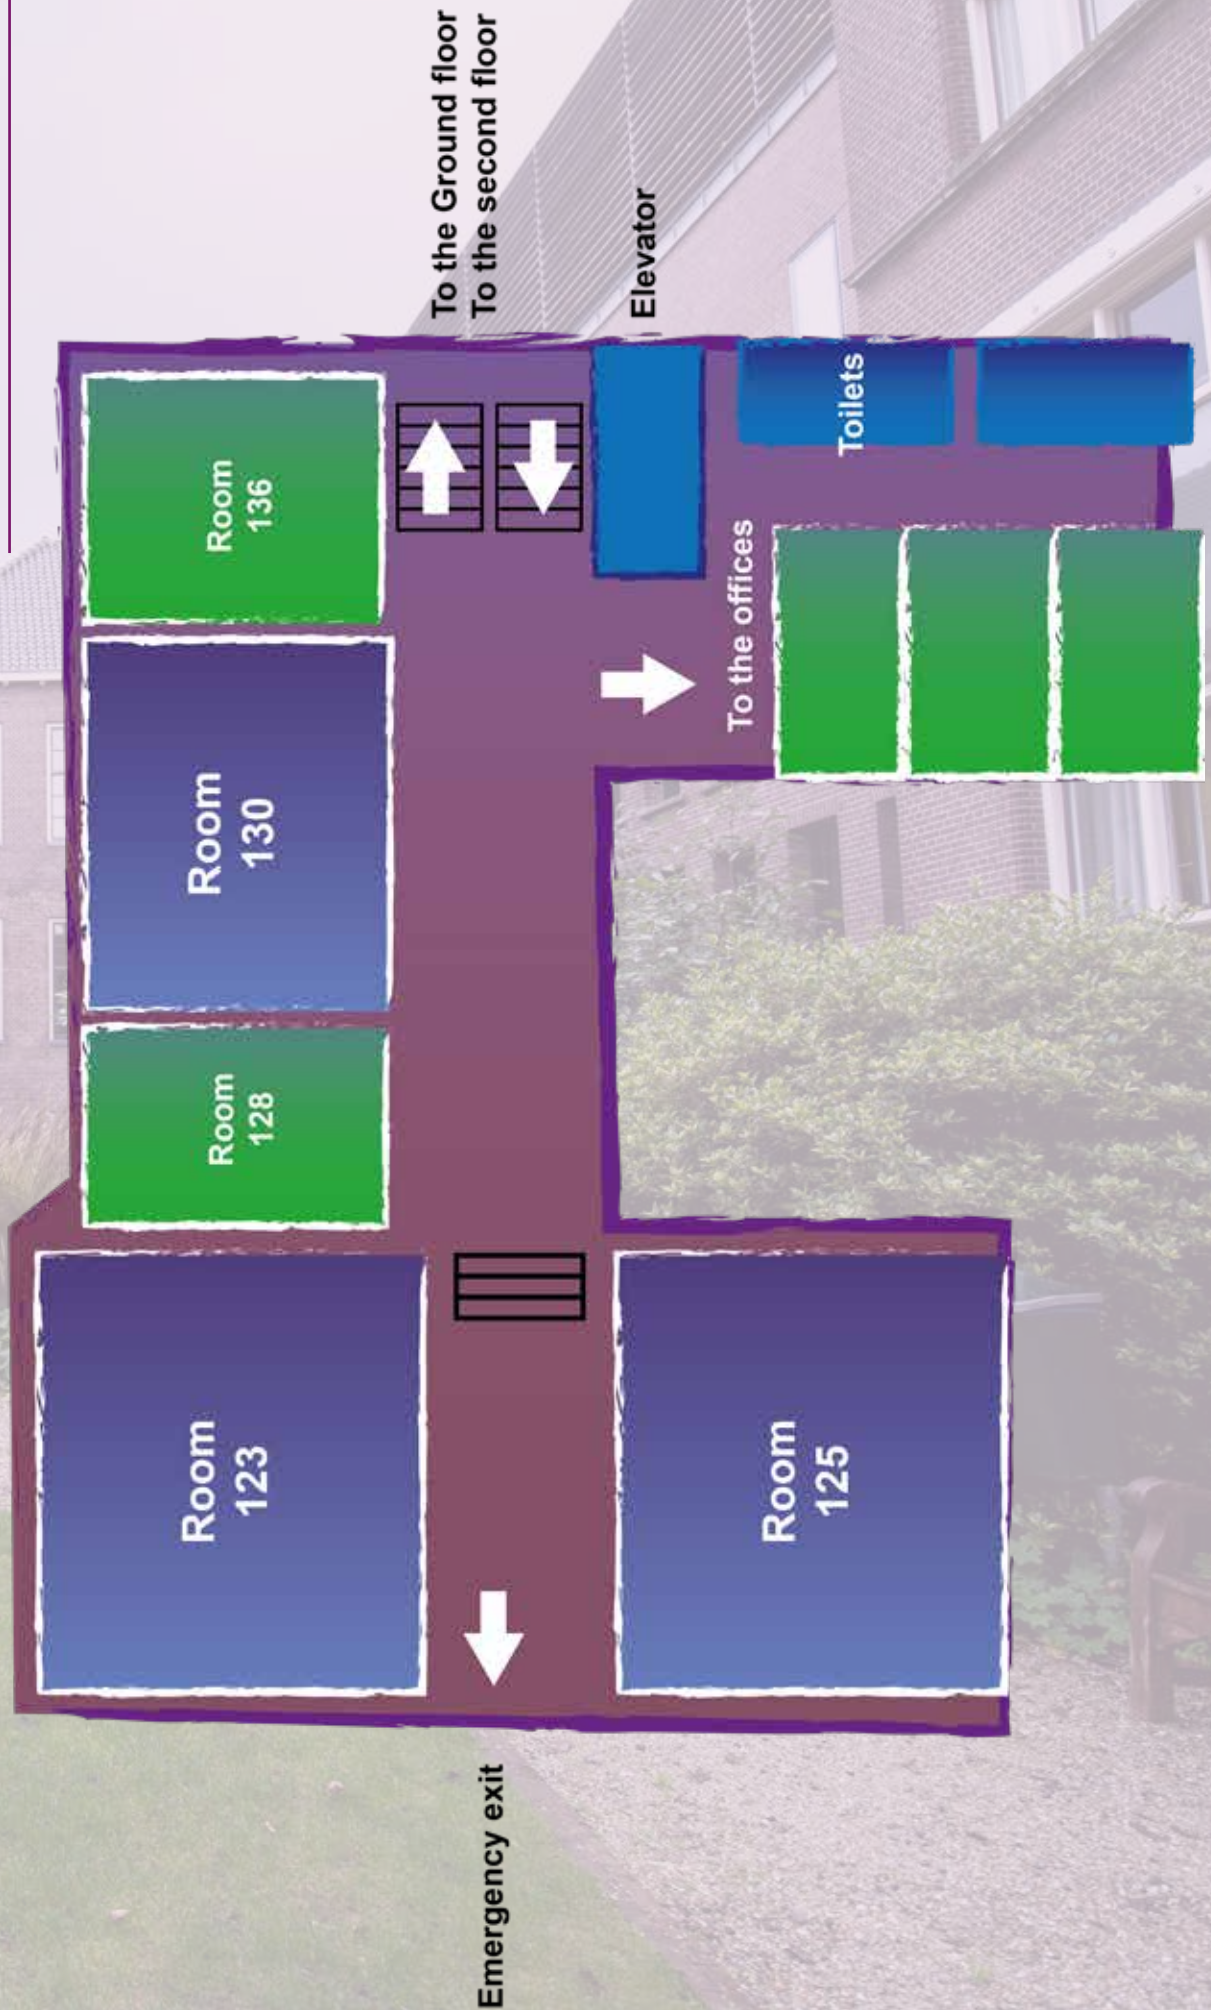 Emergency exit
Room
123
Room
128
Room
130
Room
136
To the Ground floor
To the second floor
Elevator
Room
125
To the offices
Toilets